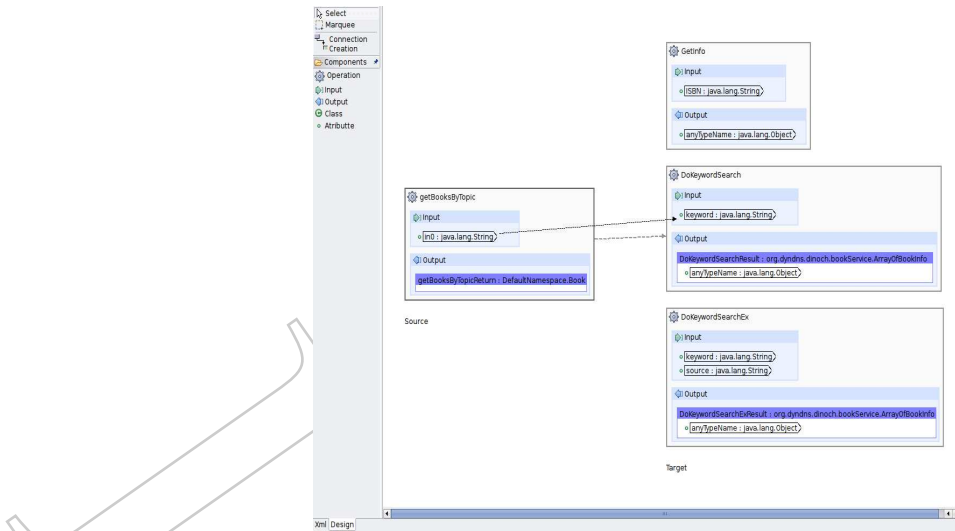 Select
Marquee
Connection
Creation
Components
Operation
Input
Output
Class
Atributte
getBooksByTopic
Input
in0 : java.lang.String
Output
getBooksByTopicReturn : DefaultNamespace.Book
Source
GetInfo
Input
ISBN : java.lang.String
Output
anyTypeName : java.lang.Object
DoKeywordSearch
Input
keyword : java.lang.String
Output
DoKeywordSearchResult : org.dyndns.dinoch.bookService.ArrayOfBookInfo
anyTypeName : java.lang.Object
DoKeywordSearchEx
Input
keyword : java.lang.String
source : java.lang.String
Output
DoKeywordSearchExResult : org.dyndns.dinoch.bookService.ArrayOfBookInfo
anyTypeName : java.lang.Object
Target
Xml Design